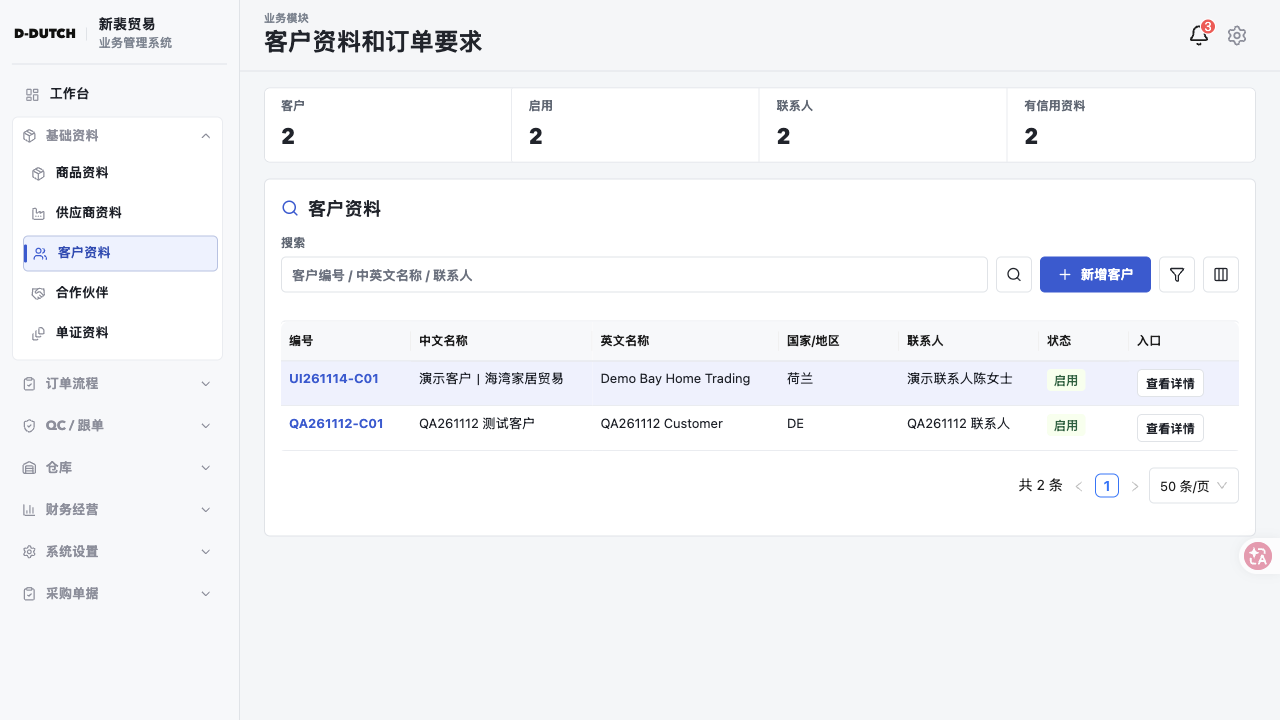 D-DUTCH
新裴贸易
业务管理系统
工作台
基础资料
商品资料
供应商资料
客户资料
合作伙伴
单证资料
订单流程
QC / 跟单
仓库
财务经营
系统设置
采购单据
业务模块
客户资料和订单要求
3
客户
2
启用
2
联系人
2
有信用资料
2
客户资料
搜索
客户编号 / 中英文名称 / 联系人
新增客户
编号 中文名称 英文名称 国家/地区 联系人 状态 入口
UI261114-C01 演示客户 | 海湾家居贸易 Demo Bay Home Trading 荷兰 演示联系人陈女士 启用 查看详情
QA261112-C01 QA261112 测试客户 QA261112 Customer DE QA261112 联系人 启用 查看详情
共 2 条 1 50 条/页